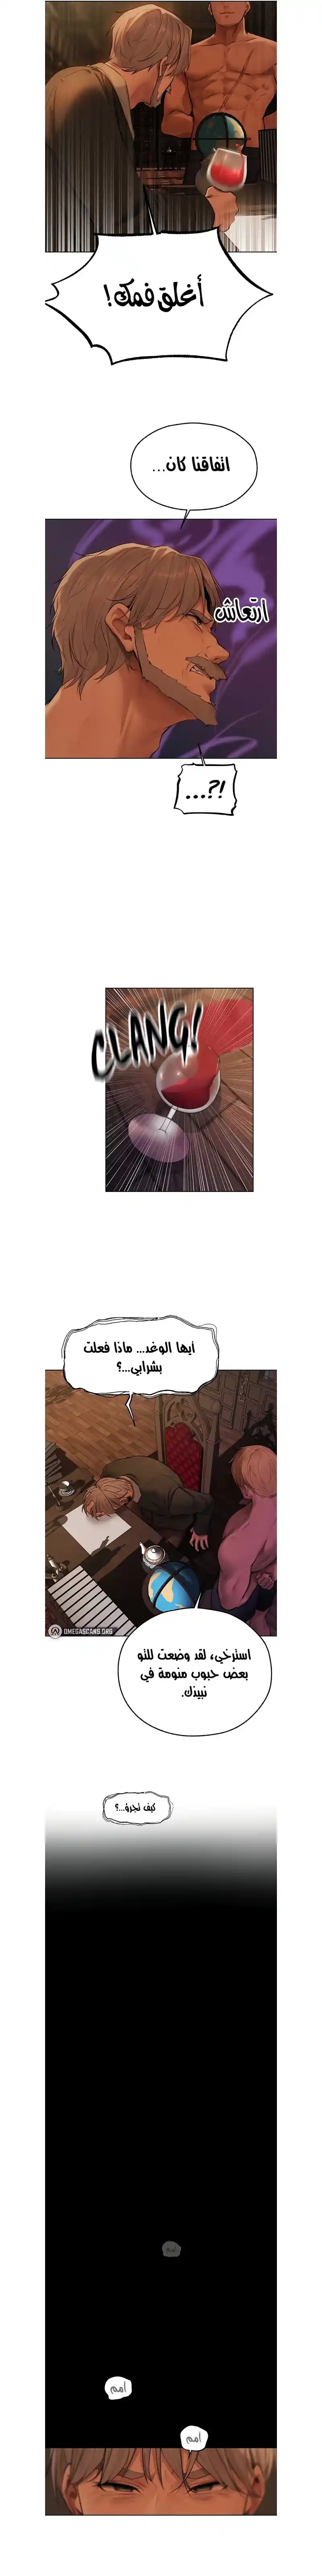 أغلق فمك!
اتفاقنا كان...
ارتعاش
...?!
CLANG!
أيها الوغد... ماذا فعلت
بشرابي...؟
OMEGASCANS.ORG
استرخي، لقد وضعت للتو
بعض حبوب منومة في
نبيذك.
كيف تجرؤ...؟
أمم
أمم